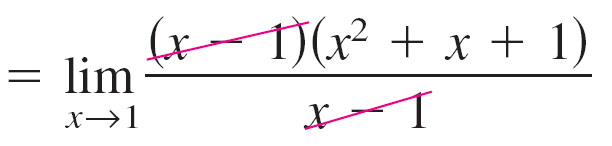 = lim x→1 (x − 1)(x² + x + 1) / x − 1